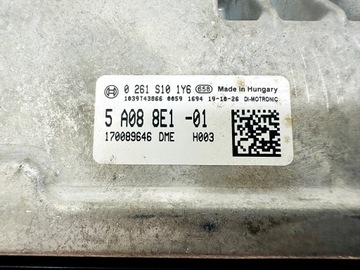 0 261 S10 1Y6 658 Made in Hungary
1039T43866 0059 1694 19-10-26 DI-MOTRONIC
5 A08 8E1 -01
170089646 DME H003